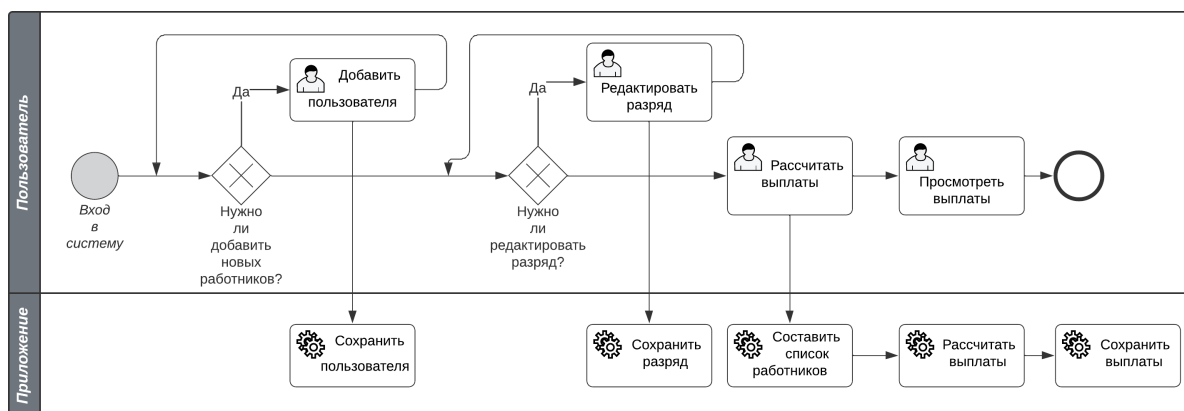 Пользователь
Вход
в
систему
Нужно
ли
добавить
новых
работников?
Да
Добавить
пользователя
Нужно
ли
редактировать
разряд?
Да
Редактировать
разряд
Рассчитать
выплаты
Просмотреть
выплаты
Приложение
Сохранить
пользователя
Сохранить
разряд
Составить
список
работников
Рассчитать
выплаты
Сохранить
выплаты